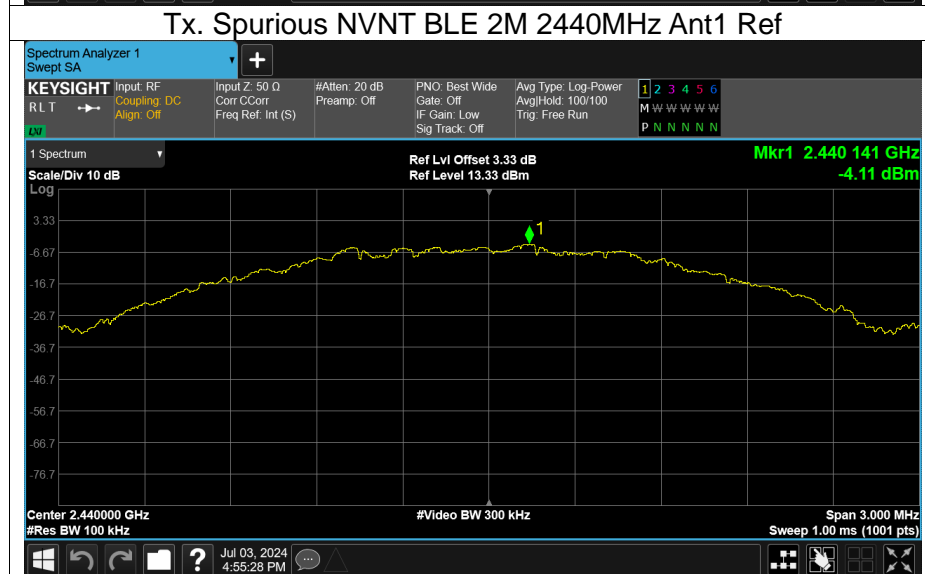 Tx. Spurious NVNT BLE 2M 2440MHz Ant1 Ref
Spectrum Analyzer 1
Swept SA
+
KEYSIGHT
R L T
LXI
Input: RF
Coupling: DC
Align: Off
Input Z: 50 Ω
Corr CCorr
Freq Ref: Int (S)
#Atten: 20 dB
Preamp: Off
PNO: Best Wide
Gate: Off
IF Gain: Low
Sig Track: Off
Avg Type: Log-Power
Avg|Hold: 100/100
Trig: Free Run
1 2 3 4 5 6
M W W W W W
P N N N N N
1 Spectrum
Scale/Div 10 dB
Ref Lvl Offset 3.33 dB
Ref Level 13.33 dBm
Mkr1 2.440 141 GHz
-4.11 dBm
Log
1
3.33
-6.67
-16.7
-26.7
-36.7
-46.7
-56.7
-66.7
-76.7
Center 2.440000 GHz
#Res BW 100 kHz
#Video BW 300 kHz
Span 3.000 MHz
Sweep 1.00 ms (1001 pts)
?
Jul 03, 2024
4:55:28 PM